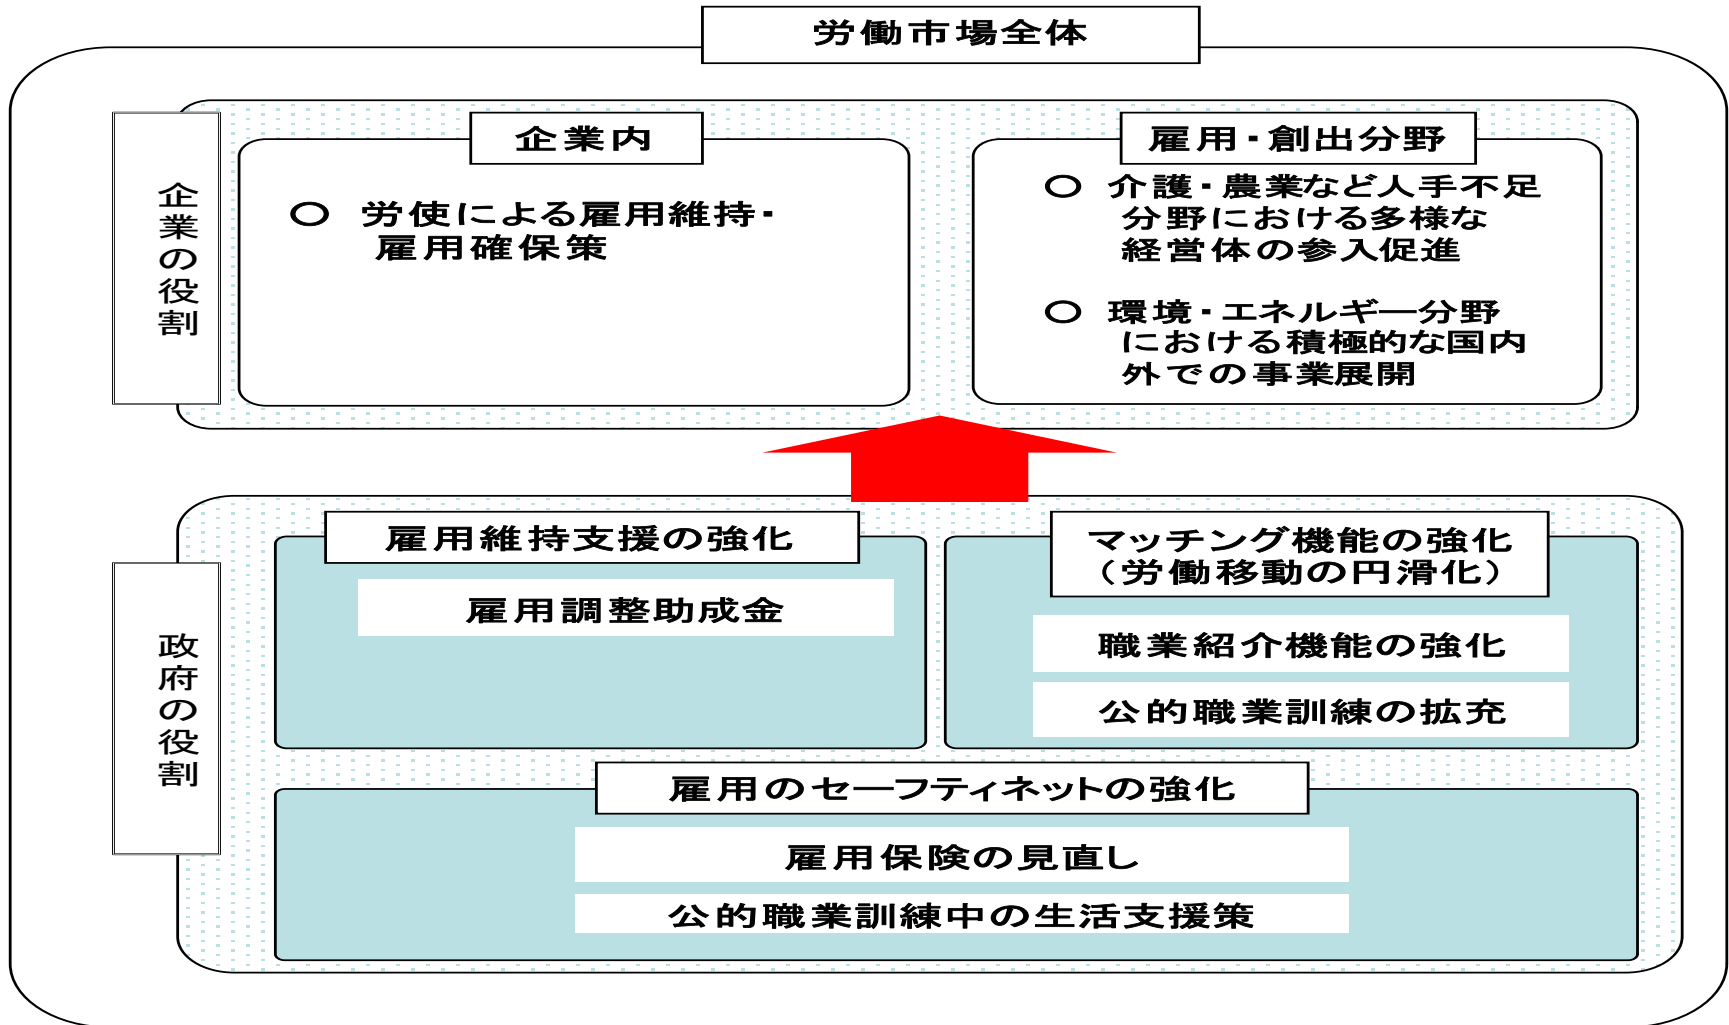 労働市場全体
企業の役割
企業内
○ 労使による雇用維持・
雇用確保策
雇用・創出分野
○ 介護・農業など人手不足
分野における多様な
経営体の参入促進
○ 環境・エネルギー分野
における積極的な国内
外での事業展開
政府の役割
雇用維持支援の強化
雇用調整助成金
マッチング機能の強化
（労働移動の円滑化）
職業紹介機能の強化
公的職業訓練の拡充
雇用のセーフティネットの強化
雇用保険の見直し
公的職業訓練中の生活支援策